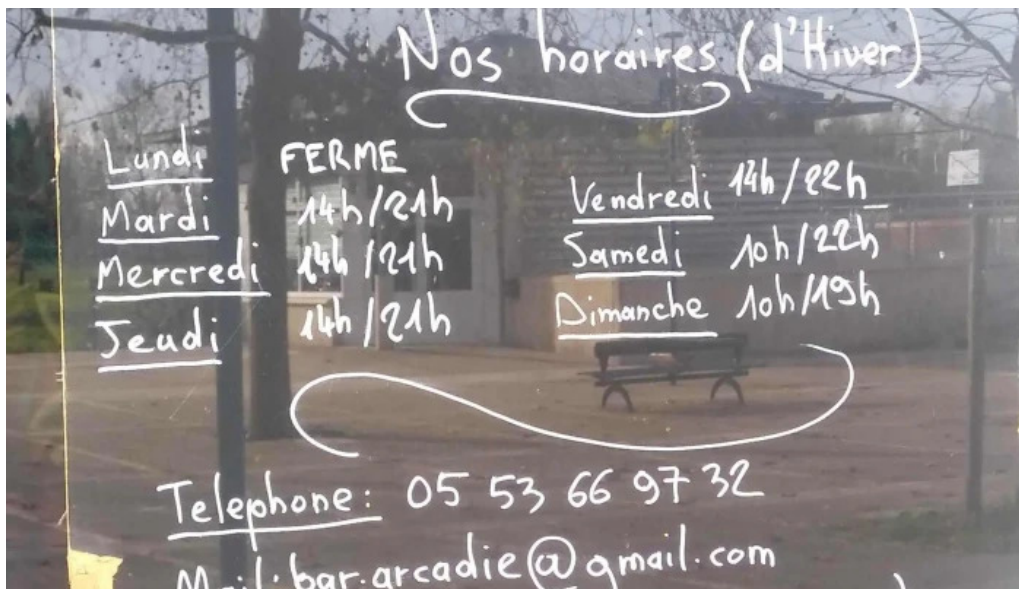 Nos horaires (d'Hiver)
Lundi FERME
Mardi 14h/21h
Mercredi 14h/21h
Jeudi 14h/21h
Vendredi 14h/22h
Samedi 10h/22h
Dimanche 10h/19h
Telephone: 05 53 66 97 32
Mail: bar.arcadie@gmail.com